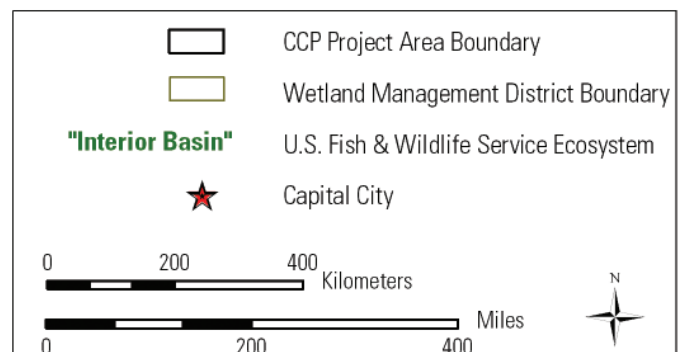 CCP Project Area Boundary
Wetland Management District Boundary
"Interior Basin" U.S. Fish & Wildlife Service Ecosystem
Capital City
0 200 400
Kilometers
N
Miles
0 200 400